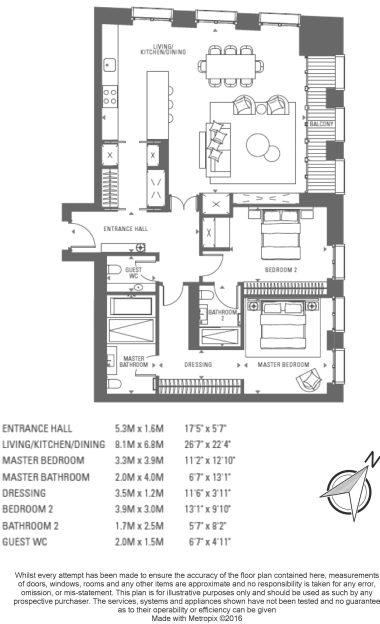 LIVING/
KITCHEN/DINING
BALCONY
ENTRANCE HALL
GUEST
WC
BEDROOM 2
BATHROOM
2
MASTER
BATHROOM
DRESSING
MASTER BEDROOM
ENTRANCE HALL 5.3M x 1.6M 17'5" x 5'7"
LIVING/KITCHEN/DINING 8.1M x 6.8M 26'7" x 22'4"
MASTER BEDROOM 3.3M x 3.9M 11'2" x 12'10"
MASTER BATHROOM 2.0M x 4.0M 6'7" x 13'1"
DRESSING 3.5M x 1.2M 11'6" x 3'11"
BEDROOM 2 3.9M x 3.0M 13'1" x 9'10"
BATHROOM 2 1.7M x 2.5M 5'7" x 8'2"
GUEST WC 2.0M x 1.5M 6'7" x 4'11"
N
Whilst every attempt has been made to ensure the accuracy of the floor plan contained here, measurements
of doors, windows, rooms and any other items are approximate and no responsibility is taken for any error,
omission, or mis-statement. This plan is for illustrative purposes only and should be used as such by any
prospective purchaser. The services, systems and appliances shown have not been tested and no guarantee
as to their operability or efficiency can be given
Made with Metropix ©2016